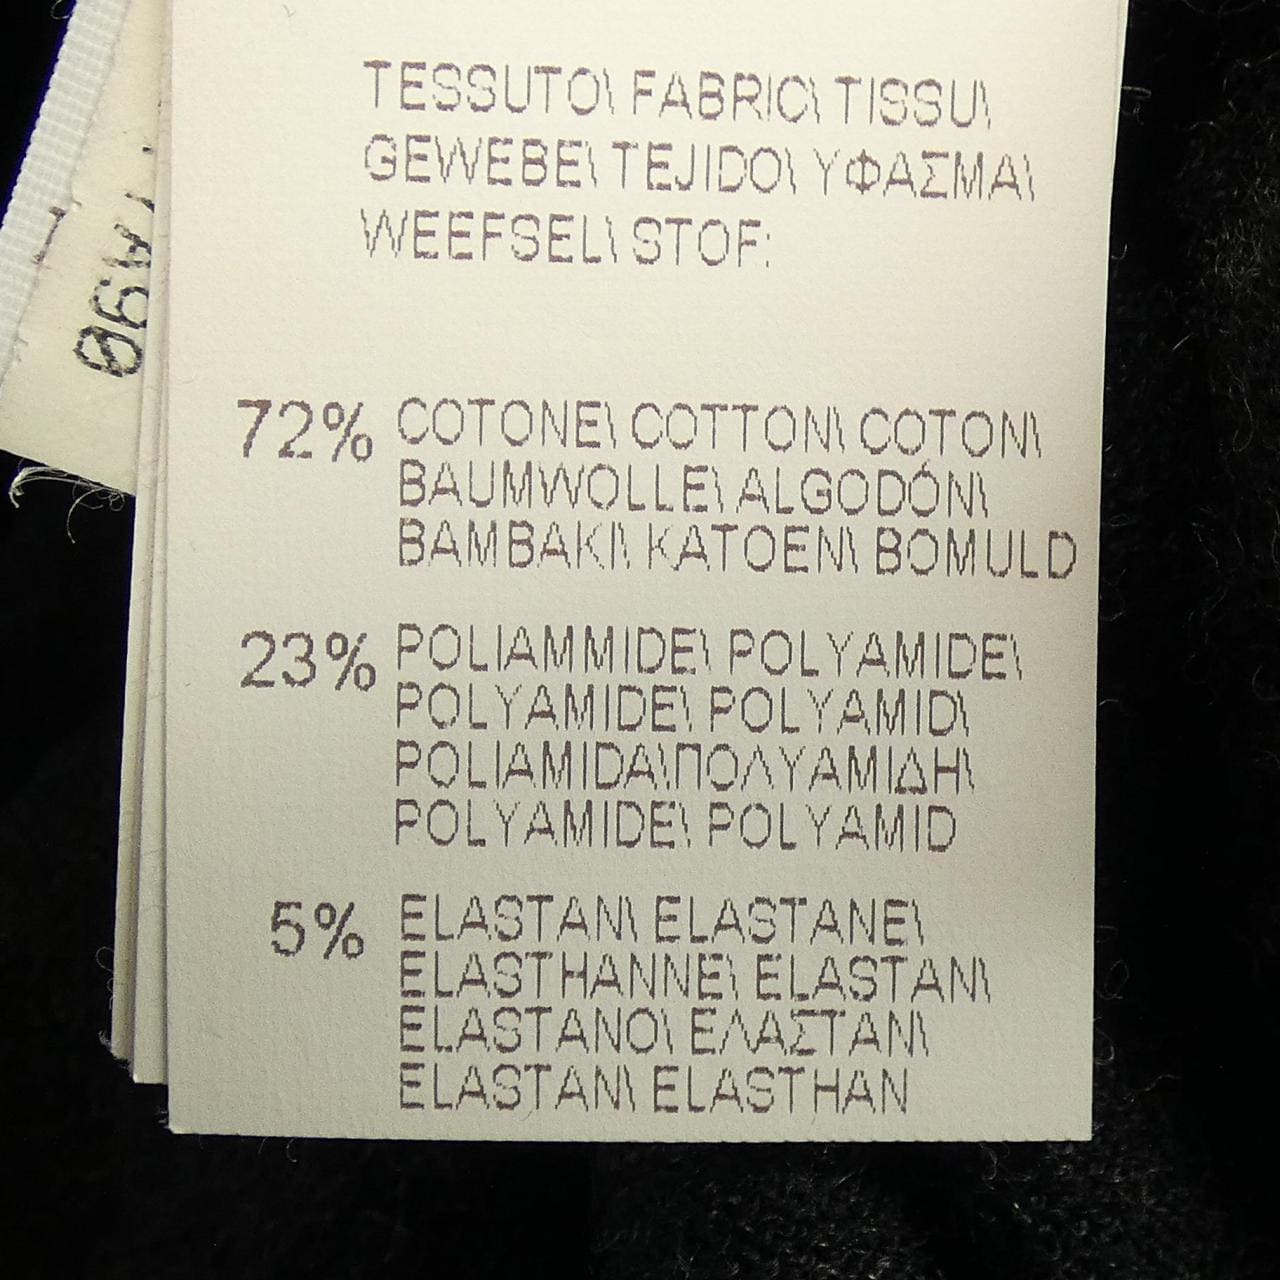 TESSUTO\ FABRIC\ TISSU\
GEWEBE\ TEJIDO\ ΥΦΑΣΜΑ\
WEEFSEL\ STOF:
72% COTONE\ COTTON\ COTON\
BAUMWOLLE\ ALGODÓN\
BAMBAKI\ KATOEN\ BOMULD
23% POLIAMMIDE\ POLYAMIDE\
POLYAMIDE\ POLYAMID\
POLIAMIDA\ΠΟΛΥΑΜΙΔΗ\
POLYAMIDE\ POLYAMID
5% ELASTAN\ ELASTANE\
ELASTHANNE\ ELASTAN\
ELASTANO\ ΕΛΑΣΤΑΝ\
ELASTAN\ ELASTHAN